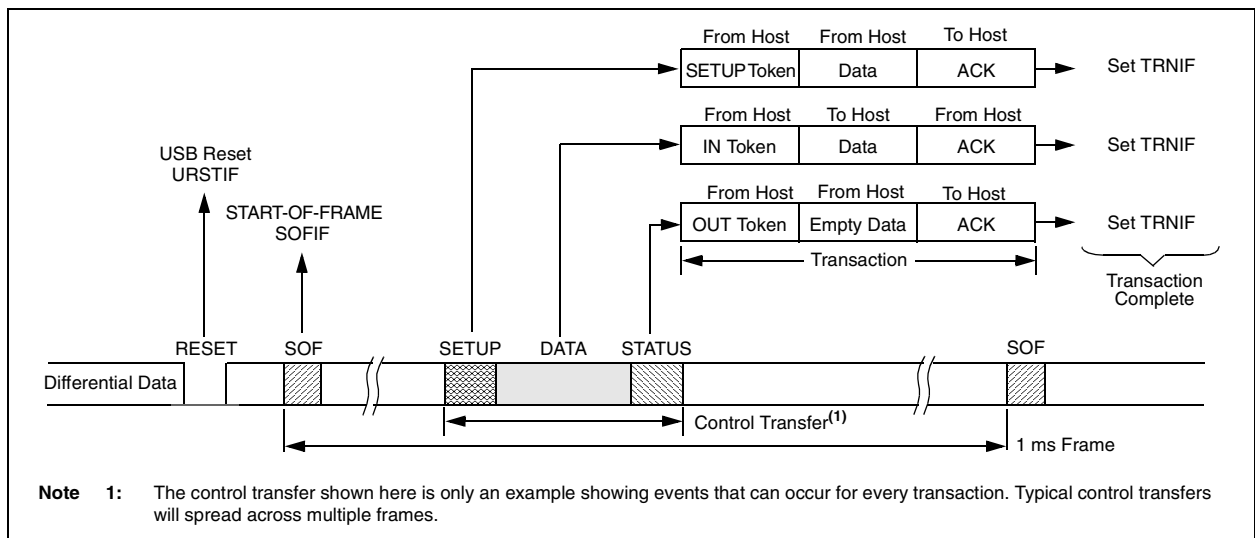 From Host From Host To Host
SETUP Token Data ACK Set TRNIF
From Host To Host From Host
IN Token Data ACK Set TRNIF
USB Reset
URSTIF
From Host From Host To Host
START-OF-FRAME
SOFIF
OUT Token Empty Data ACK Set TRNIF
Transaction
Transaction
Complete
RESET SOF SETUP DATA STATUS SOF
Differential Data
Control Transfer(1)
1 ms Frame
Note 1: The control transfer shown here is only an example showing events that can occur for every transaction. Typical control transfers
will spread across multiple frames.